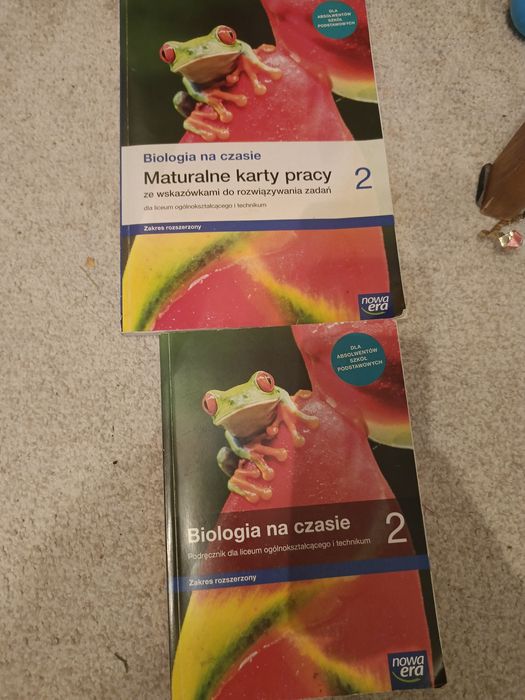 DLA
ABSOLWENTÓW
SZKÓŁ
PODSTAWOWYCH
Biologia na czasie
Maturalne karty pracy 2
ze wskazówkami do rozwiązywania zadań
dla liceum ogólnokształcącego i technikum
Zakres rozszerzony
nowa
era
DLA
ABSOLWENTÓW
SZKÓŁ
PODSTAWOWYCH
Biologia na czasie 2
Podręcznik dla liceum ogólnokształcącego i technikum
Zakres rozszerzony
nowa
era